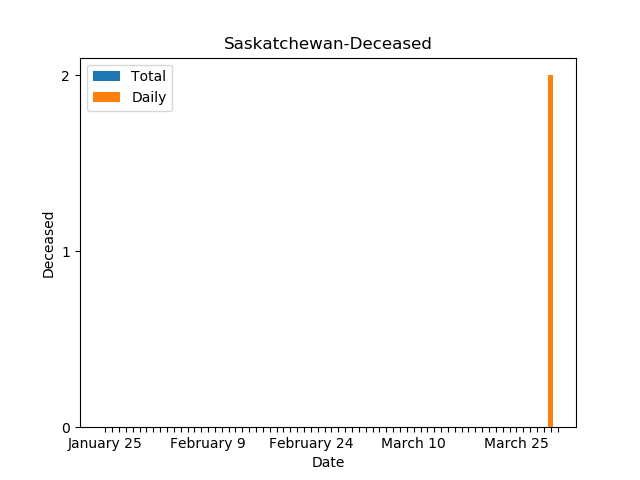 Saskatchewan-Deceased
Total
Daily
2
1
0
Deceased
January 25 February 9 February 24 March 10 March 25
Date